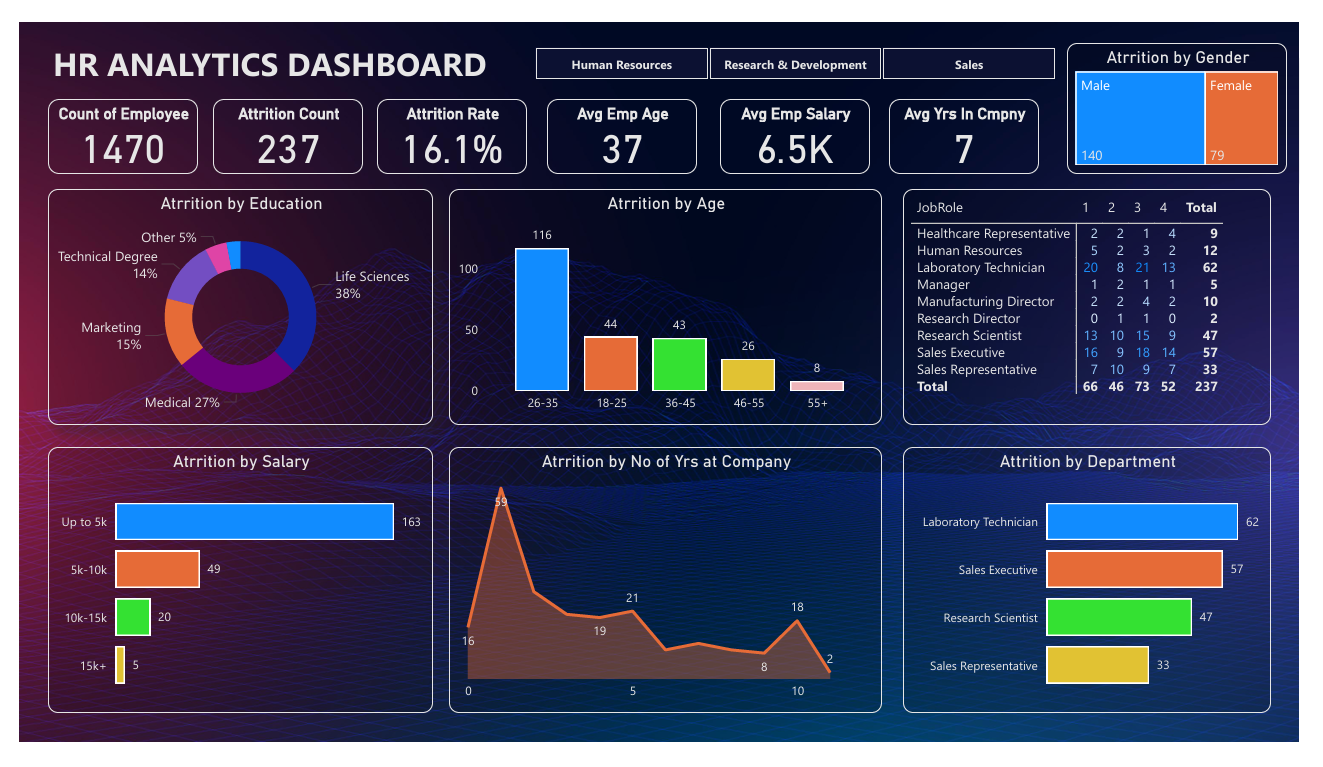 HR ANALYTICS DASHBOARD
Human Resources
Research & Development
Sales
Atrrition by Gender
Male
Female
140
79
Count of Employee
1470
Attrition Count
237
Attrition Rate
16.1%
Avg Emp Age
37
Avg Emp Salary
6.5K
Avg Yrs In Cmpny
7
Atrrition by Education
Other 5%
Technical Degree
14%
Life Sciences
38%
Marketing
15%
Medical 27%
Atrrition by Age
116
100
44
43
50
26
8
0
26-35 18-25 36-45 46-55 55+
JobRole 1 2 3 4 Total
Healthcare Representative 2 2 1 4 9
Human Resources 5 2 3 2 12
Laboratory Technician 20 8 21 13 62
Manager 1 2 1 1 5
Manufacturing Director 2 2 4 2 10
Research Director 0 1 1 0 2
Research Scientist 13 10 15 9 47
Sales Executive 16 9 18 14 57
Sales Representative 7 10 9 7 33
Total 66 46 73 52 237
Atrrition by Salary
Up to 5k 163
5k-10k 49
10k-15k 20
15k+ 5
Atrrition by No of Yrs at Company
59
21
18
16
19
8
2
0 5 10
Attrition by Department
Laboratory Technician 62
Sales Executive 57
Research Scientist 47
Sales Representative 33